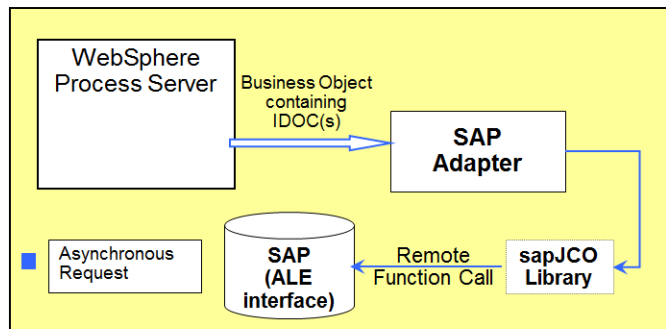 WebSphere
Process Server
Business Object
containing
IDOC(s)
SAP
Adapter
Asynchronous
Request
SAP
(ALE
interface)
Remote
Function Call
sapJCO
Library